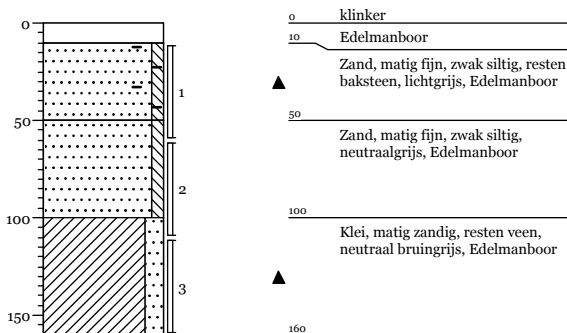 0
50
100
150
1
2
3
0
klinker
10
Edelmanboor
Zand, matig fijn, zwak siltig, resten
baksteen, lichtgrijs, Edelmanboor
50
Zand, matig fijn, zwak siltig,
neutraalgrijs, Edelmanboor
100
Klei, matig zandig, resten veen,
neutraal bruingrijs, Edelmanboor
160